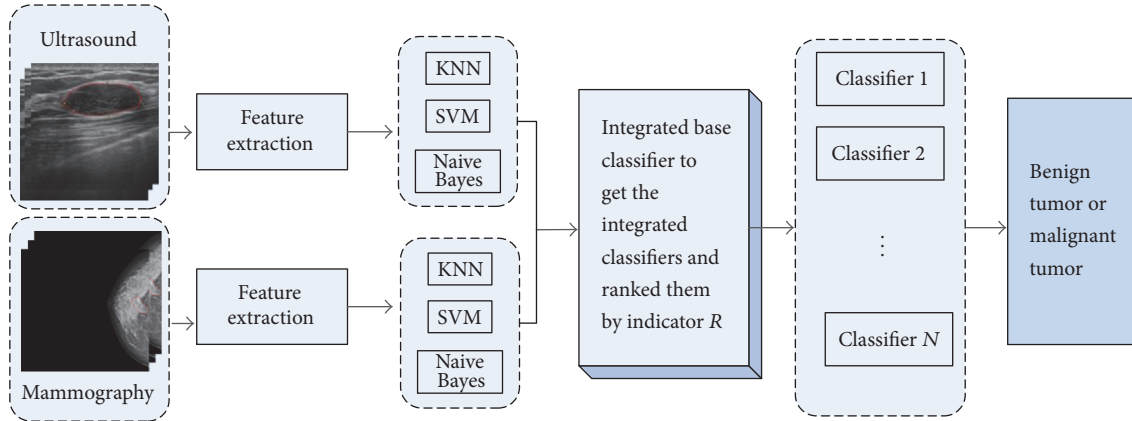 Ultrasound
Mammography
Feature
extraction
Feature
extraction
KNN
SVM
Naive
Bayes
KNN
SVM
Naive
Bayes
Integrated base
classifier to
get the
integrated
classifiers and
ranked them
by indicator R
Classifier 1
Classifier 2
⋮
Classifier N
Benign
tumor or
malignant
tumor